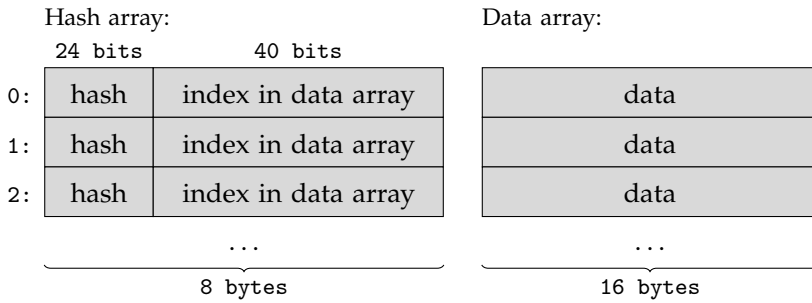 Hash array: Data array:
24 bits 40 bits
0: hash index in data array data
1: hash index in data array data
2: hash index in data array data
... ...
8 bytes 16 bytes